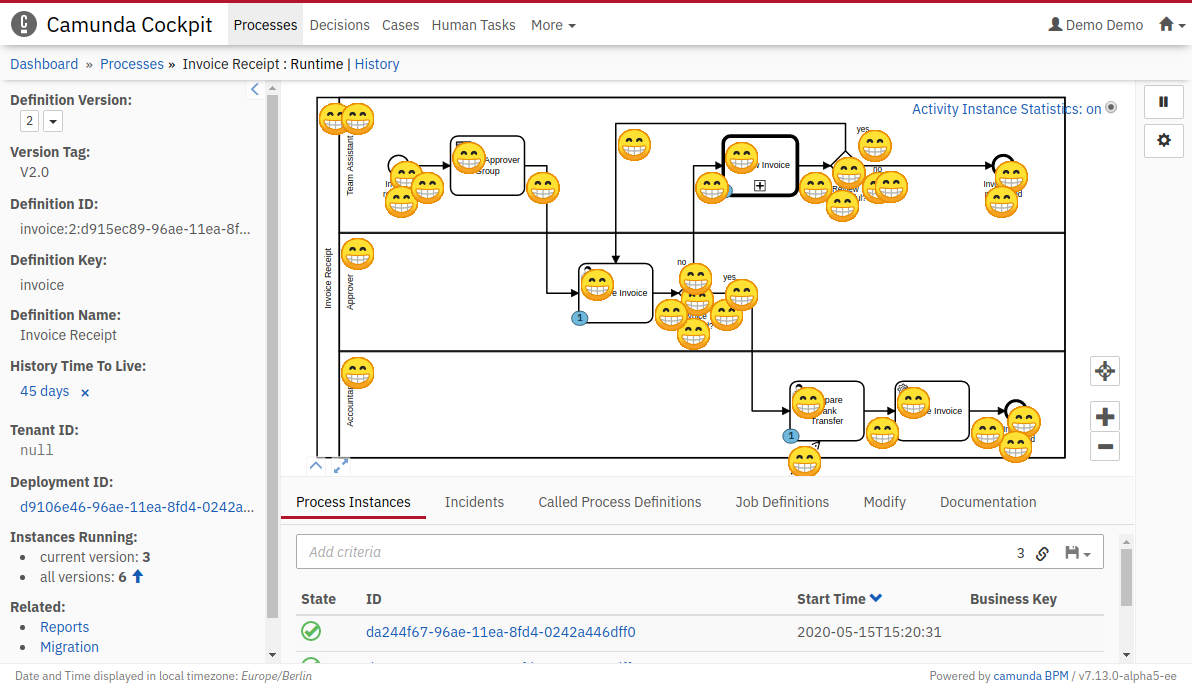 Camunda Cockpit Processes Decisions Cases Human Tasks More Demo Demo
Dashboard » Processes » Invoice Receipt : Runtime | History
Definition Version:
2
Version Tag:
V2.0
Definition ID:
invoice:2:d915ec89-96ae-11ea-8f...
Definition Key:
invoice
Definition Name:
Invoice Receipt
History Time To Live:
45 days ×
Tenant ID:
null
Deployment ID:
d9106e46-96ae-11ea-8fd4-0242a...
Instances Running:
current version: 3
all versions: 6
Related:
Reports
Migration
Activity Instance Statistics: on
Invoice Receipt
Team Assistant
Approver
Group
yes
Invoice
no
Review
Approver
no
yes
Invoice
1
Accountan
Transfer
1
Invoice
Process Instances Incidents Called Process Definitions Job Definitions Modify Documentation
Add criteria 3
State ID Start Time Business Key
da244f67-96ae-11ea-8fd4-0242a446dff0 2020-05-15T15:20:31
Date and Time displayed in local timezone: Europe/Berlin
Powered by camunda BPM / v7.13.0-alpha5-ee